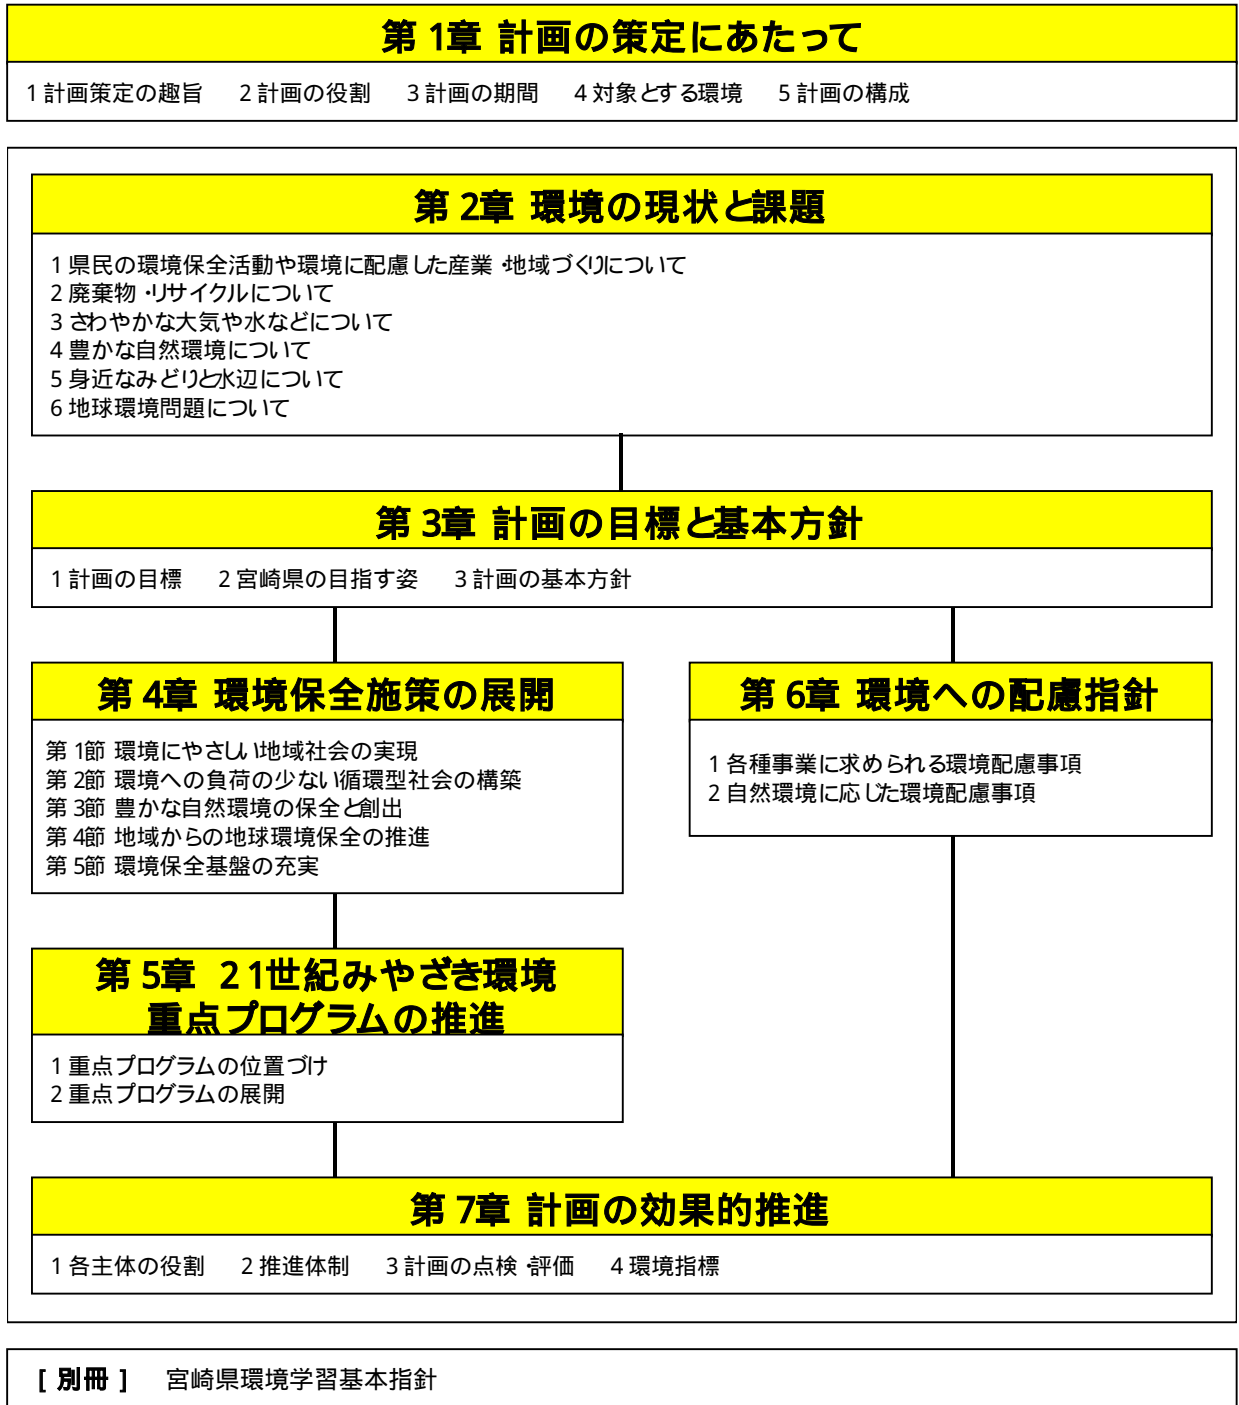 第1章 計画の策定にあたって
1 計画策定の趣旨 2 計画の役割 3 計画の期間 4 対象とする環境 5 計画の構成
第2章 環境の現状と課題
1 県民の環境保全活動や環境に配慮した産業・地域づくりについて
2 廃棄物・リサイクルについて
3 さわやかな大気や水などについて
4 豊かな自然環境について
5 身近なみどりと水辺について
6 地球環境問題について
第3章 計画の目標と基本方針
1 計画の目標 2 宮崎県の目指す姿 3 計画の基本方針
第4章 環境保全施策の展開
第1節 環境にやさしい地域社会の実現
第2節 環境への負荷の少ない循環型社会の構築
第3節 豊かな自然環境の保全と創出
第4節 地域からの地球環境保全の推進
第5節 環境保全基盤の充実
第5章 21世紀みやざき環境
重点プログラムの推進
1 重点プログラムの位置づけ
2 重点プログラムの展開
第6章 環境への配慮指針
1 各種事業に求められる環境配慮事項
2 自然環境に応じた環境配慮事項
第7章 計画の効果的推進
1 各主体の役割 2 推進体制 3 計画の点検・評価 4 環境指標
[別冊] 宮崎県環境学習基本指針